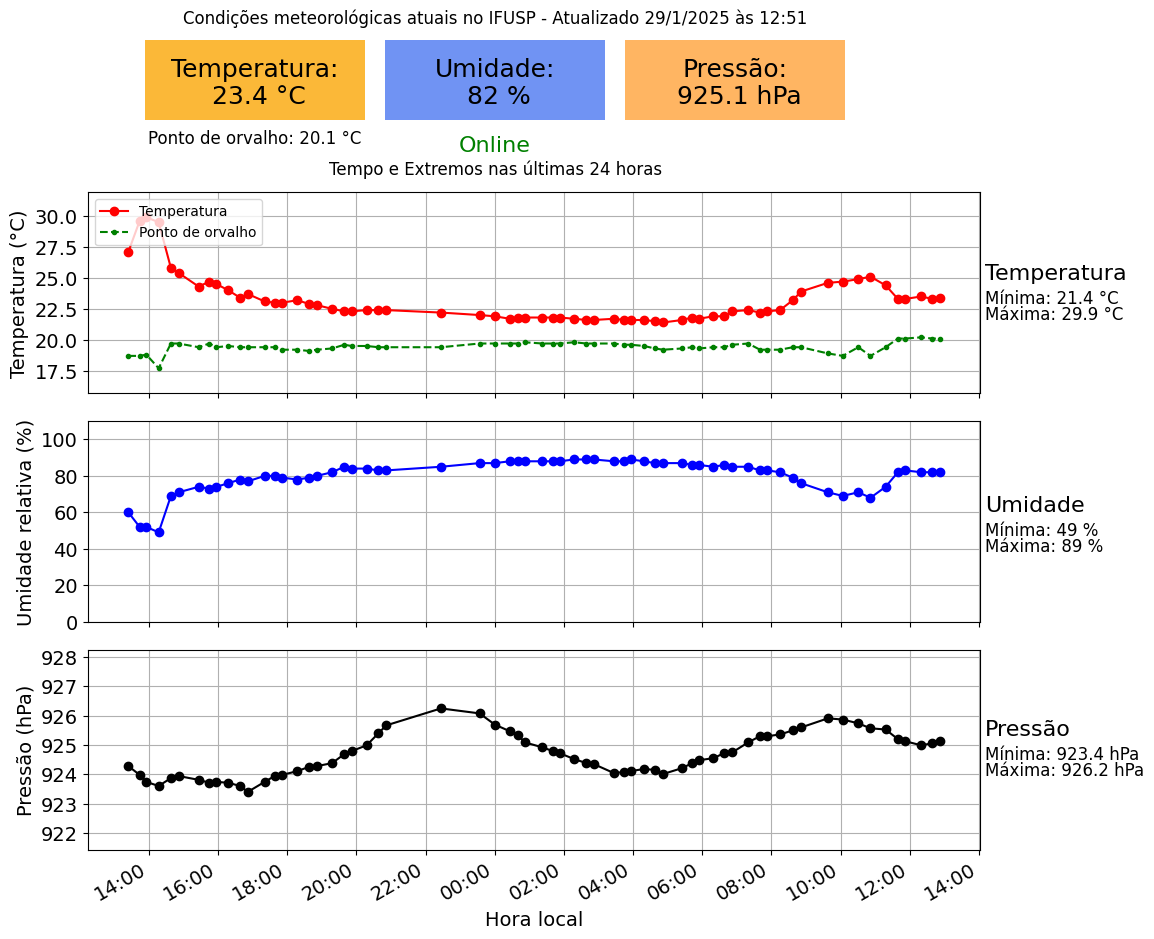 Condições meteorológicas atuais no IFUSP - Atualizado 29/1/2025 às 12:51
Temperatura:
23.4 °C
Umidade:
82 %
Pressão:
925.1 hPa
Ponto de orvalho: 20.1 °C
Online
Tempo e Extremos nas últimas 24 horas
Temperatura (°C)
30.0
27.5
25.0
22.5
20.0
17.5
Temperatura
Ponto de orvalho
Temperatura
Mínima: 21.4 °C
Máxima: 29.9 °C
Umidade relativa (%)
100
80
60
40
20
0
Umidade
Mínima: 49 %
Máxima: 89 %
Pressão (hPa)
928
927
926
925
924
923
922
Pressão
Mínima: 923.4 hPa
Máxima: 926.2 hPa
14:00 16:00 18:00 20:00 22:00 00:00 02:00 04:00 06:00 08:00 10:00 12:00 14:00
Hora local